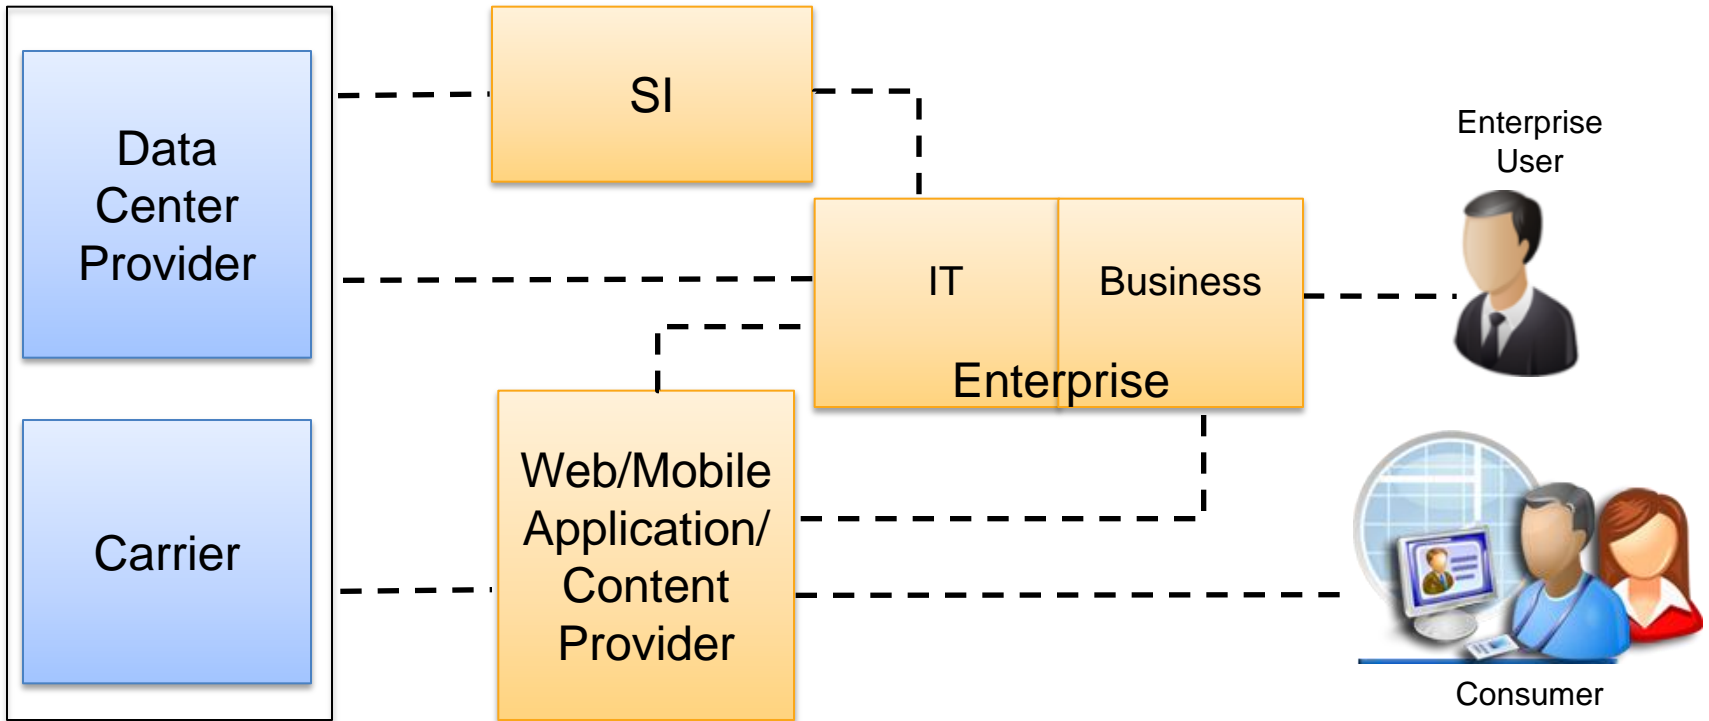 Data
Center
Provider
Carrier
SI
IT
Business
Enterprise
Web/Mobile
Application/
Content
Provider
Enterprise
User
Consumer